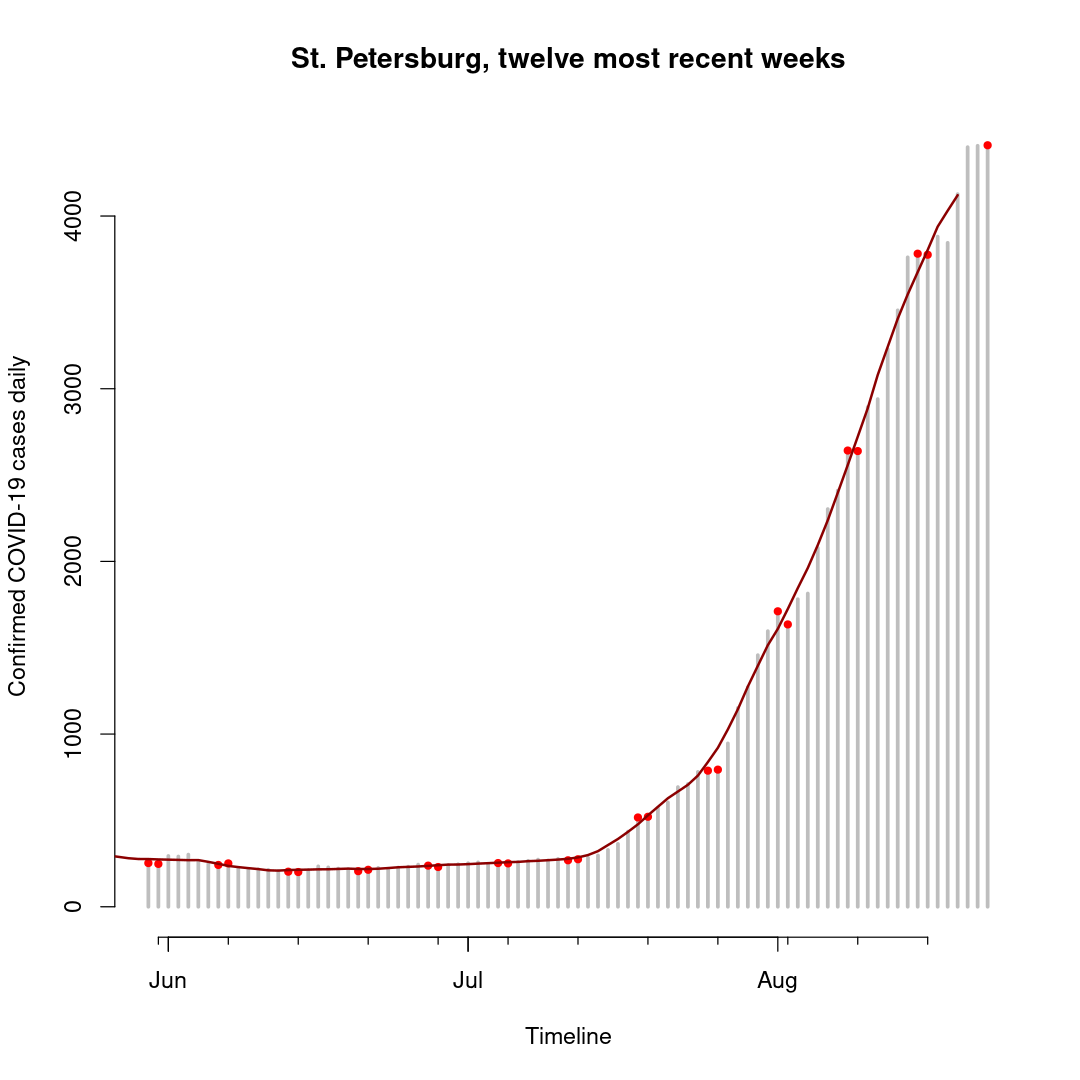 St. Petersburg, twelve most recent weeks
Confirmed COVID-19 cases daily
4000
3000
2000
1000
0
Jun Jul Aug
Timeline